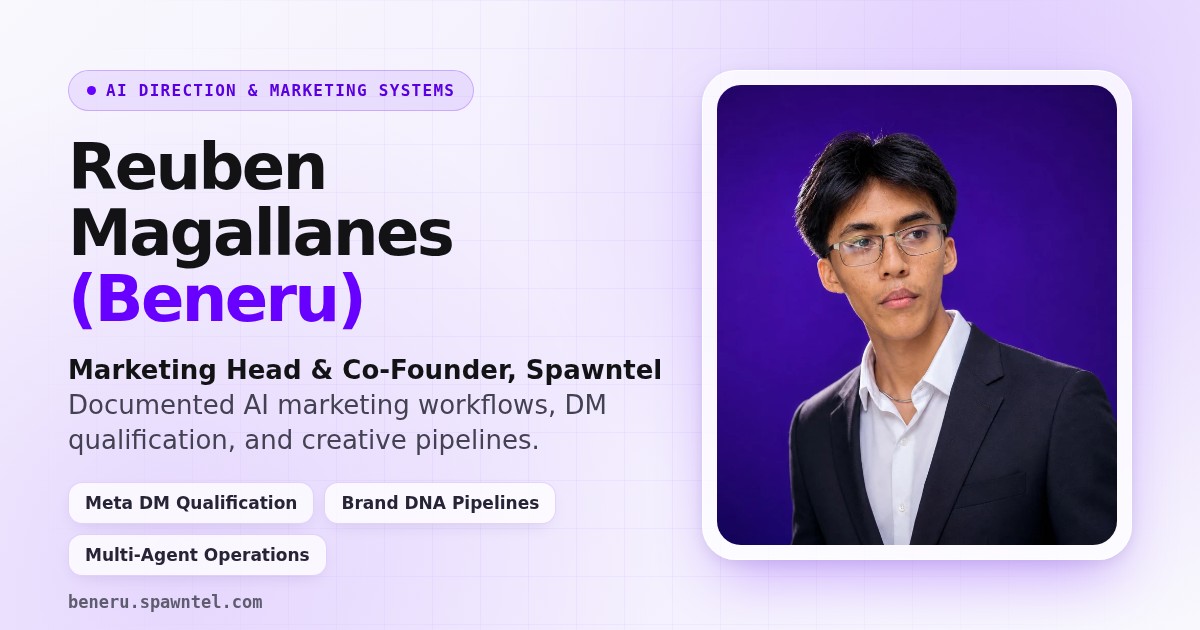 AI DIRECTION & MARKETING SYSTEMS
Reuben
Magallanes
(Beneru)
Marketing Head & Co-Founder, Spawntel
Documented AI marketing workflows, DM
qualification, and creative pipelines.
Meta DM Qualification
Brand DNA Pipelines
Multi-Agent Operations
beneru.spawntel.com